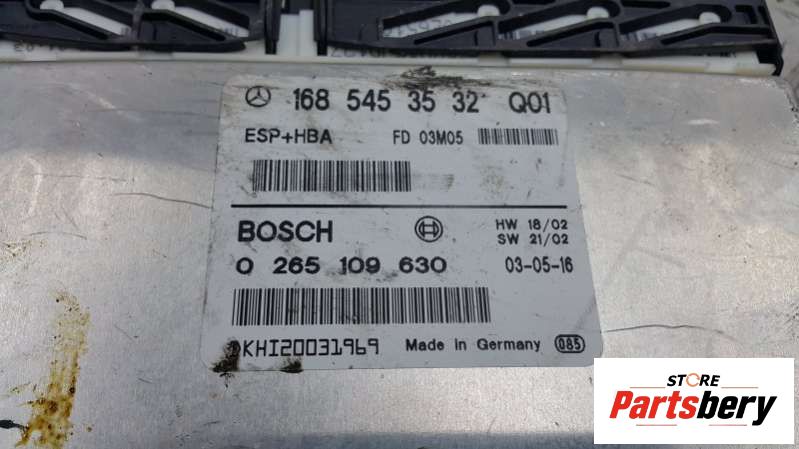 168 545 35 32 Q01
ESP+HBA FD 03M05
BOSCH HW 18/02
SW 21/02
0 265 109 630 03-05-16
KHI20031969 Made in Germany 085
STORE
Partsbery